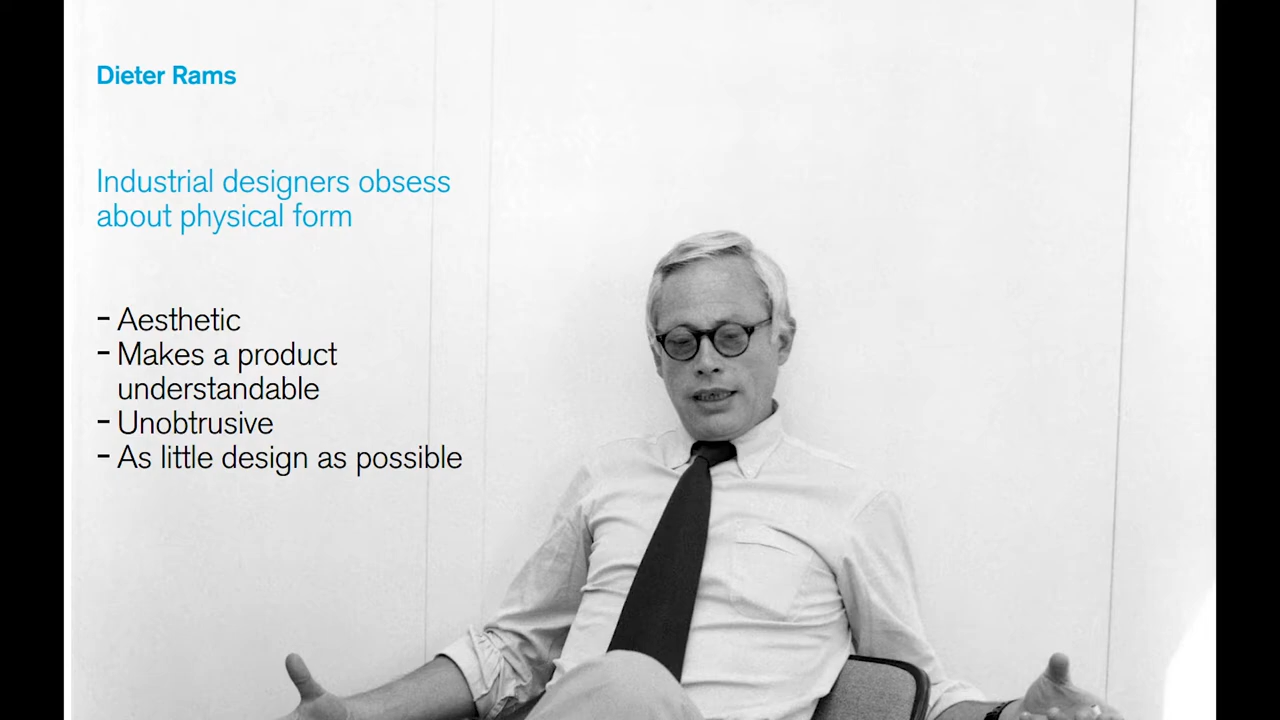 Dieter Rams
Industrial designers obsess
about physical form
- Aesthetic
- Makes a product
understandable
- Unobtrusive
- As little design as possible